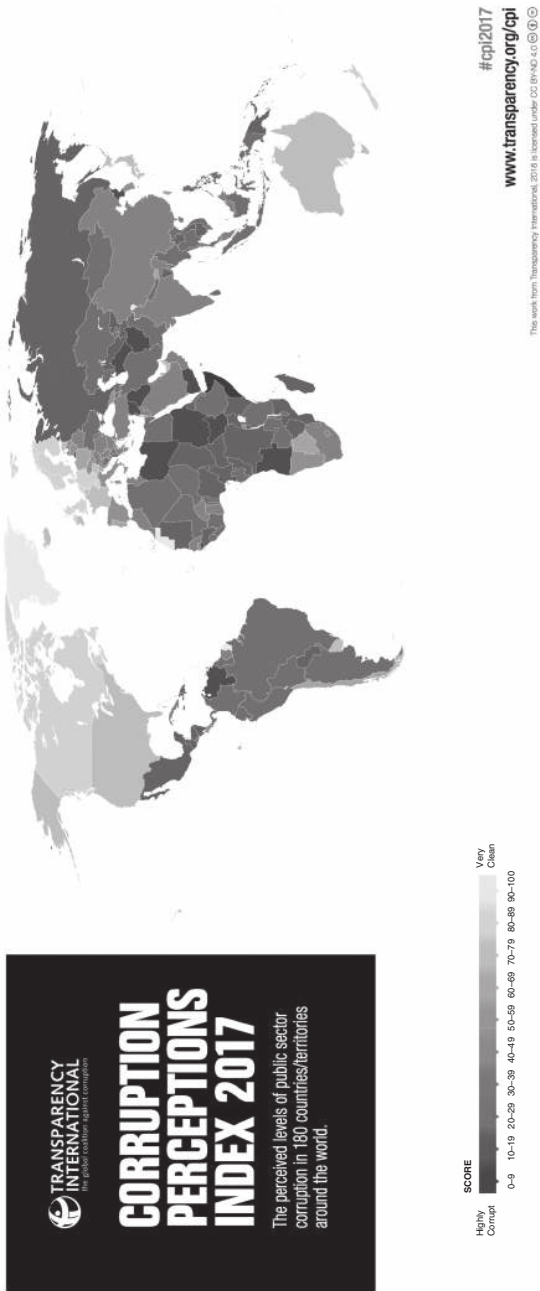 TRANSPARENCY
INTERNATIONAL
the global coalition against corruption
CORRUPTION
PERCEPTIONS
INDEX 2017
The perceived levels of public sector
corruption in 180 countries/territories
around the world.
SCORE
Highly
Corrupt
0–9 10–19 20–29 30–39 40–49 50–59 60–69 70–79 80–89 90–100
Very
Clean
#cpi2017
www.transparency.org/cpi
This work from Transparency International, 2018 is licensed under CC BY-ND 4.0